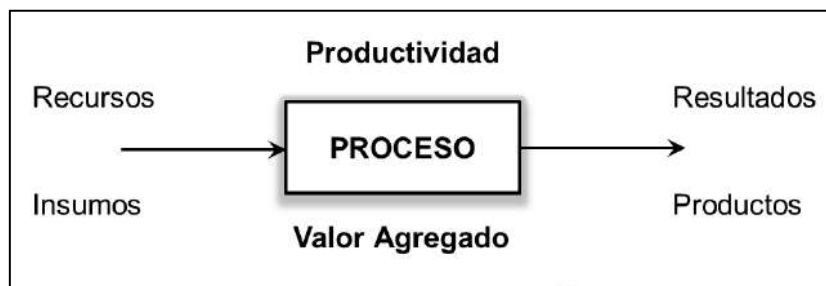 Productividad
Recursos
Resultados
PROCESO
Insumos
Productos
Valor Agregado